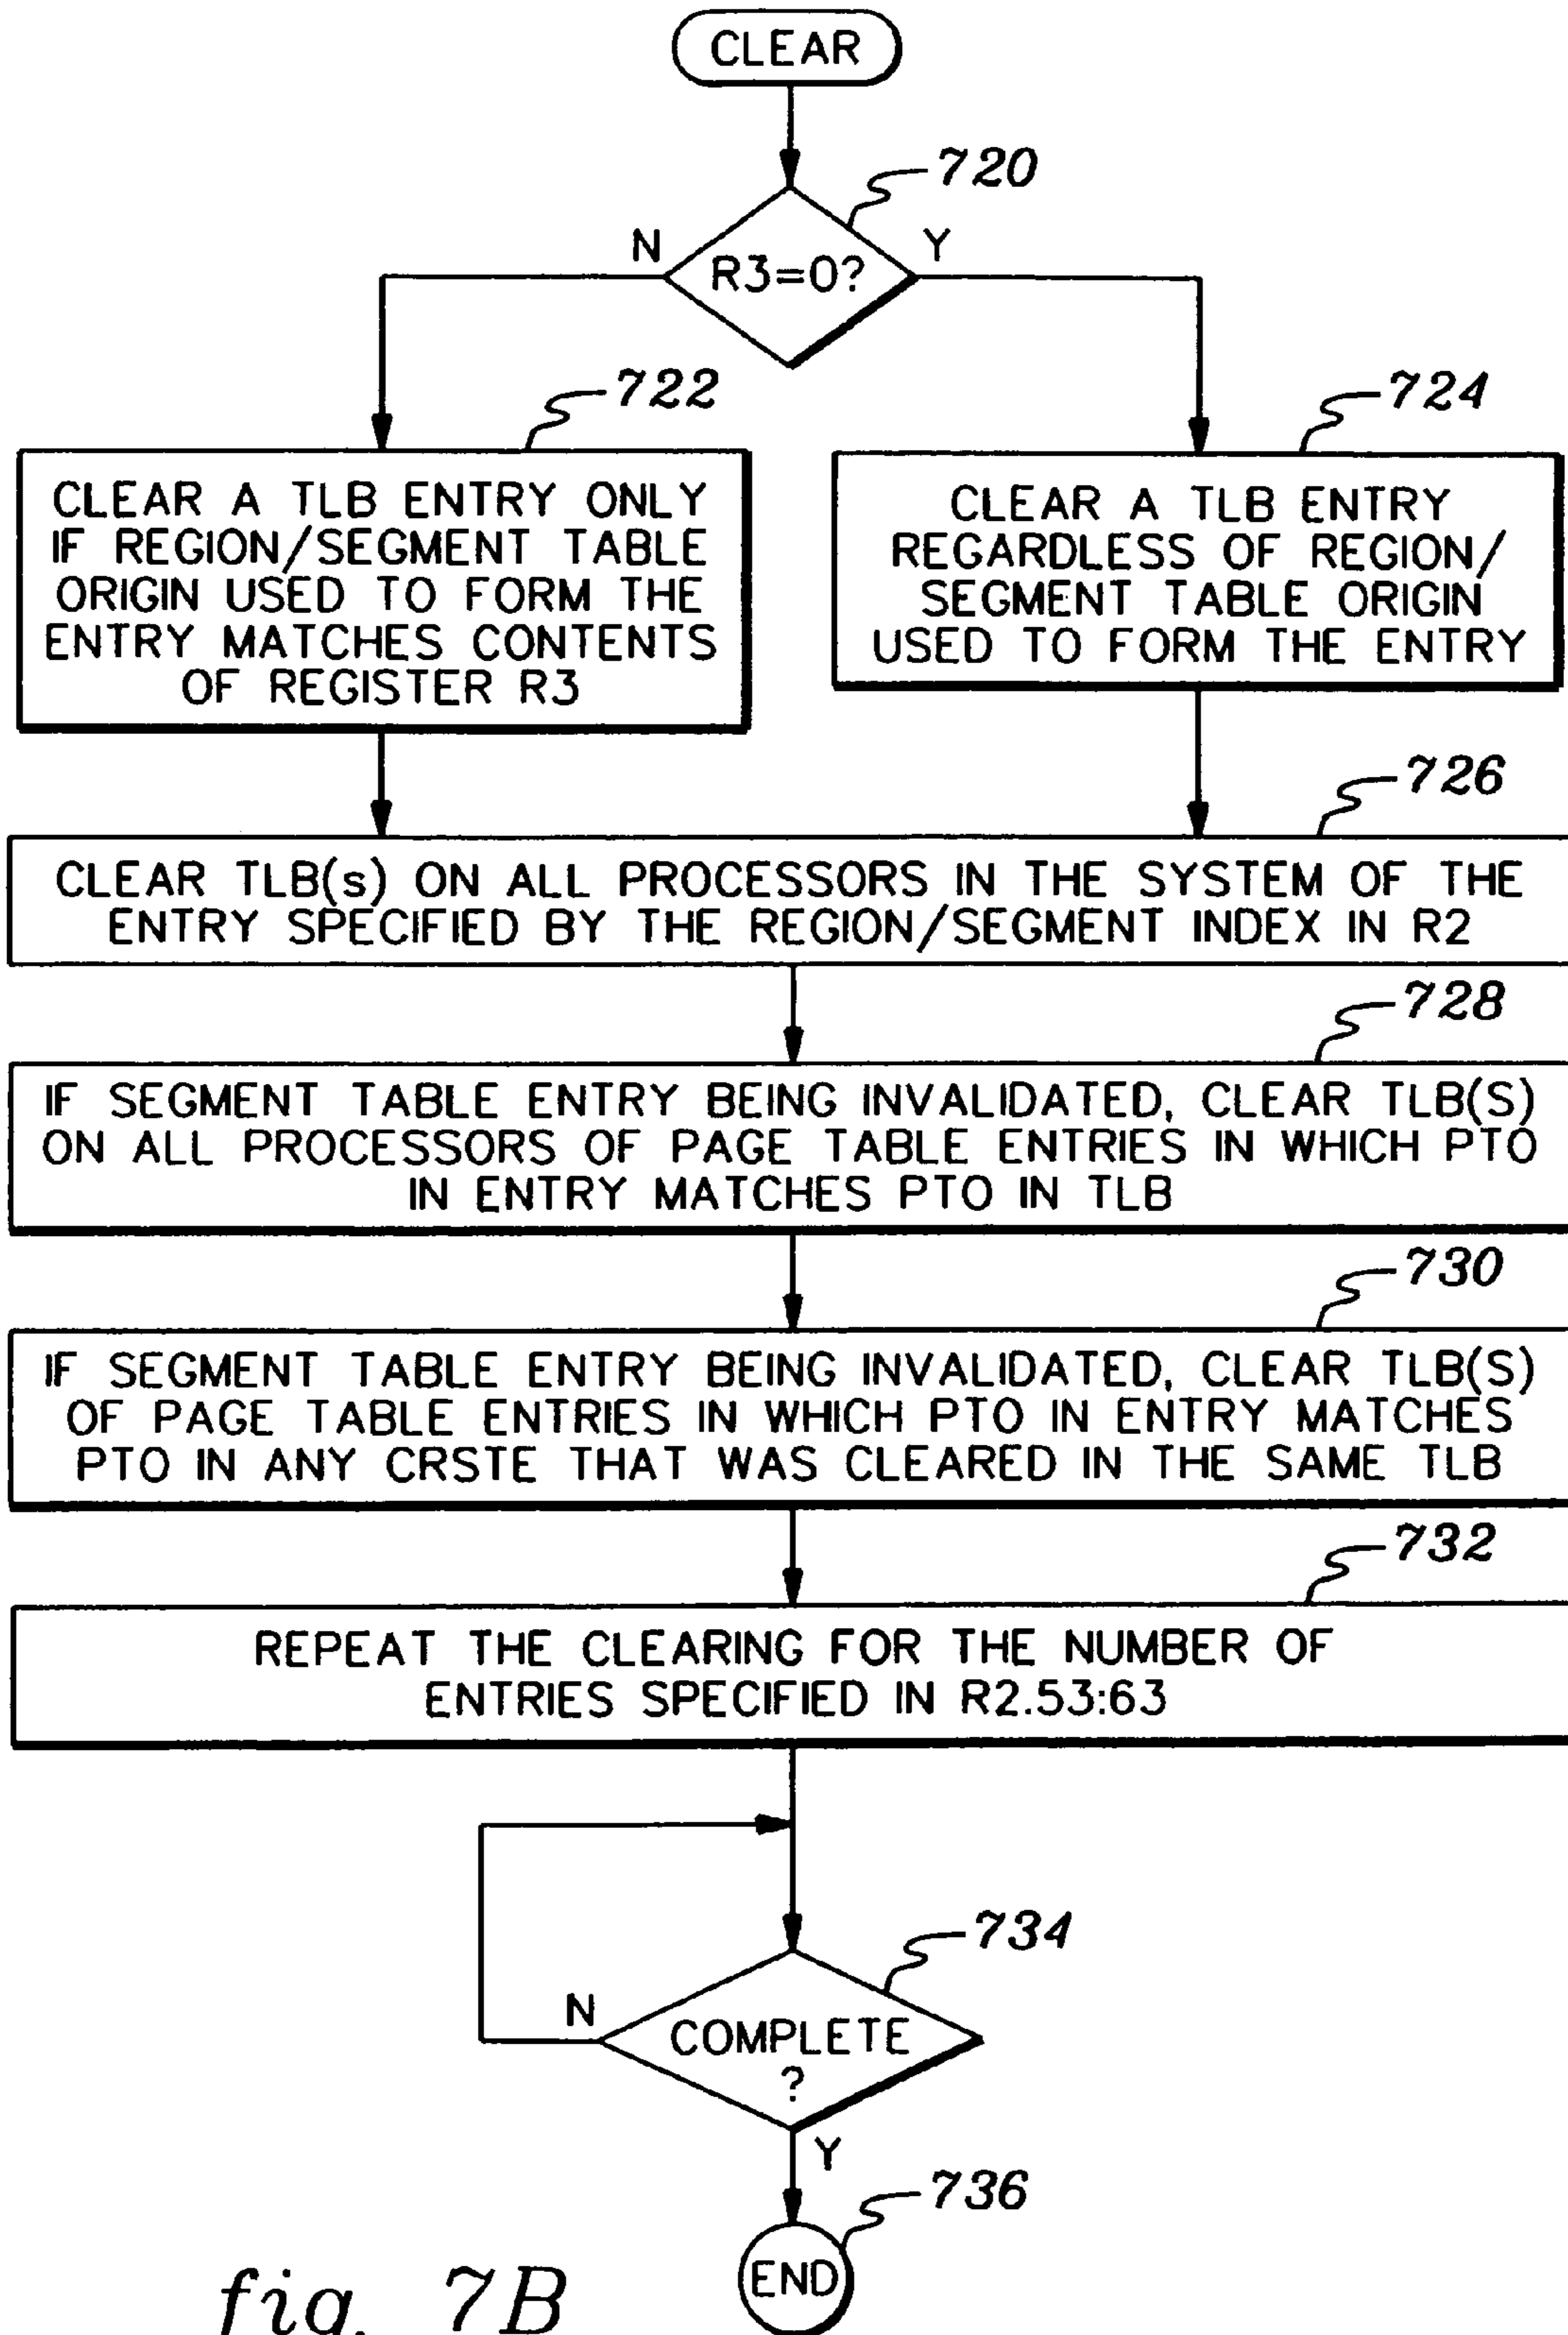 CLEAR
720
N
Y
R3=0?
722
724
CLEAR A TLB ENTRY ONLY
IF REGION/SEGMENT TABLE
ORIGIN USED TO FORM THE
ENTRY MATCHES CONTENTS
OF REGISTER R3
CLEAR A TLB ENTRY
REGARDLESS OF REGION/
SEGMENT TABLE ORIGIN
USED TO FORM THE ENTRY
726
CLEAR TLB(s) ON ALL PROCESSORS IN THE SYSTEM OF THE
ENTRY SPECIFIED BY THE REGION/SEGMENT INDEX IN R2
728
IF SEGMENT TABLE ENTRY BEING INVALIDATED, CLEAR TLB(S)
ON ALL PROCESSORS OF PAGE TABLE ENTRIES IN WHICH PTO
IN ENTRY MATCHES PTO IN TLB
730
IF SEGMENT TABLE ENTRY BEING INVALIDATED, CLEAR TLB(S)
OF PAGE TABLE ENTRIES IN WHICH PTO IN ENTRY MATCHES
PTO IN ANY CRSTE THAT WAS CLEARED IN THE SAME TLB
732
REPEAT THE CLEARING FOR THE NUMBER OF
ENTRIES SPECIFIED IN R2.53:63
734
N
COMPLETE
?
Y
736
END
fig. 7B